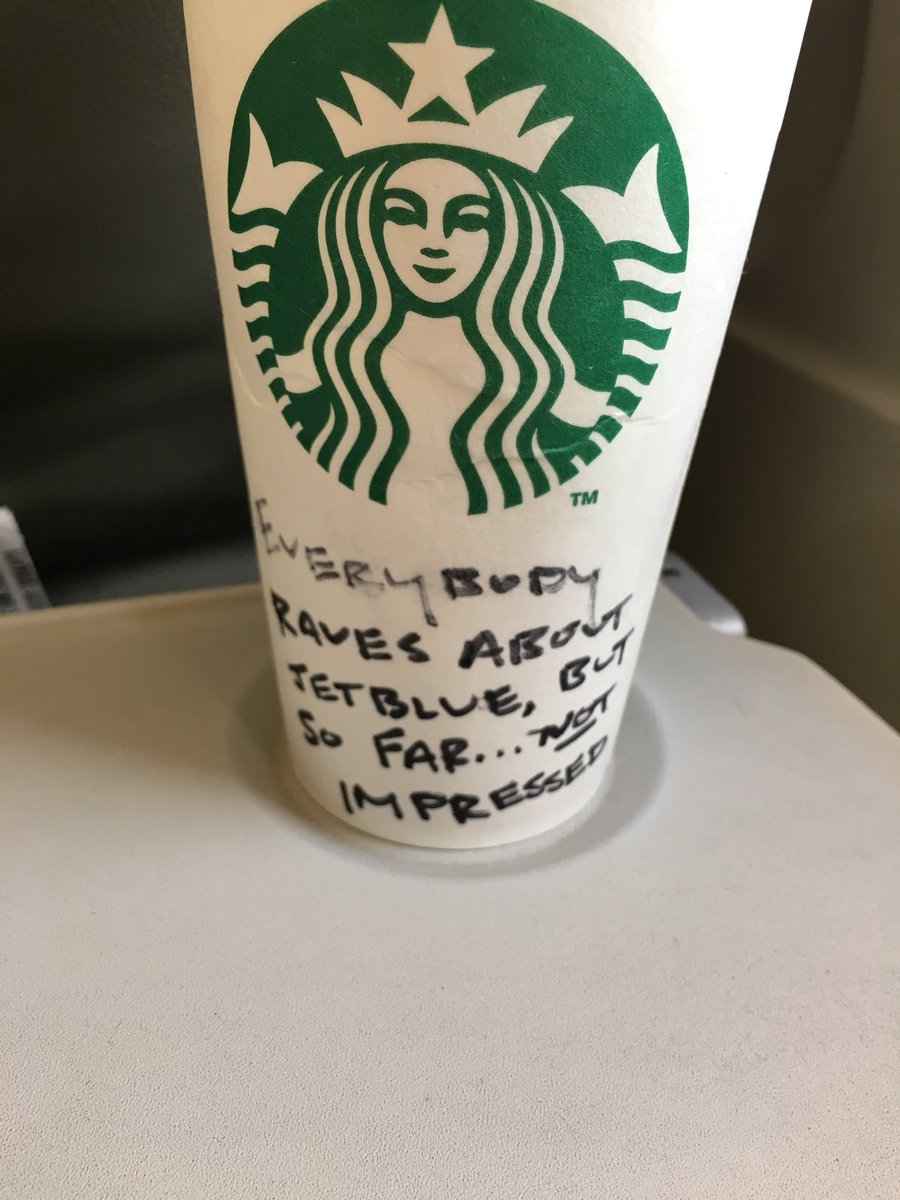 TM
EVERYBODY
RAVES ABOUT
JETBLUE, BUT
SO FAR... NOT
IMPRESSED